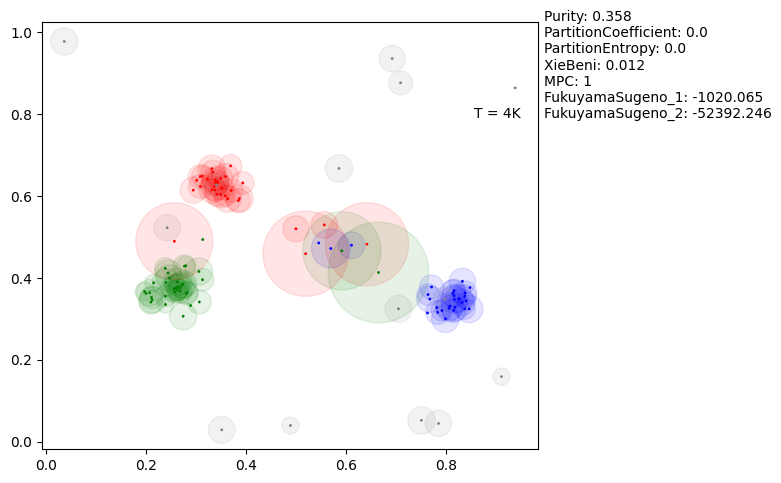 Purity: 0.358
PartitionCoefficient: 0.0
PartitionEntropy: 0.0
XieBeni: 0.012
MPC: 1
FukuyamaSugeno_1: -1020.065
FukuyamaSugeno_2: -52392.246
T = 4K
1.0
0.8
0.6
0.4
0.2
0.0
0.0 0.2 0.4 0.6 0.8